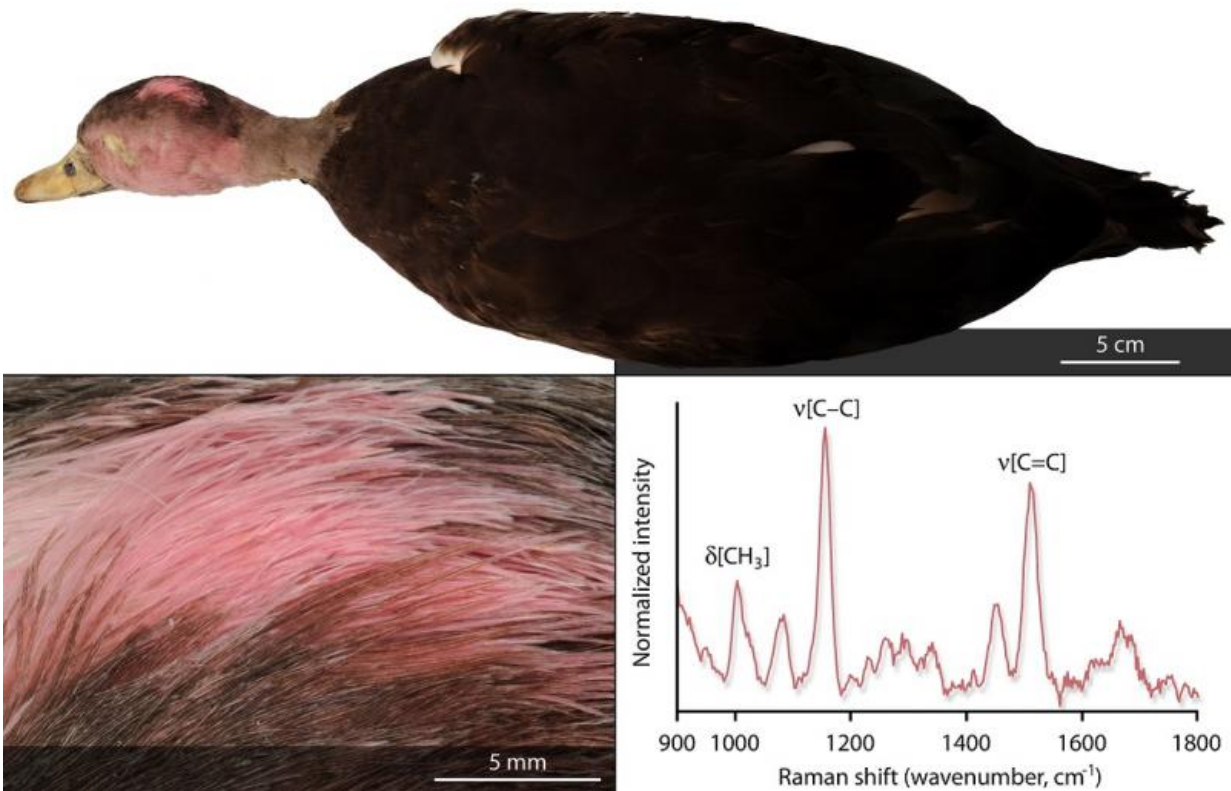 5 cm
5 mm
ν[C–C]
ν[C=C]
δ[CH₃]
Normalized intensity
900 1000 1200 1400 1600 1800
Raman shift (wavenumber, cm⁻¹)